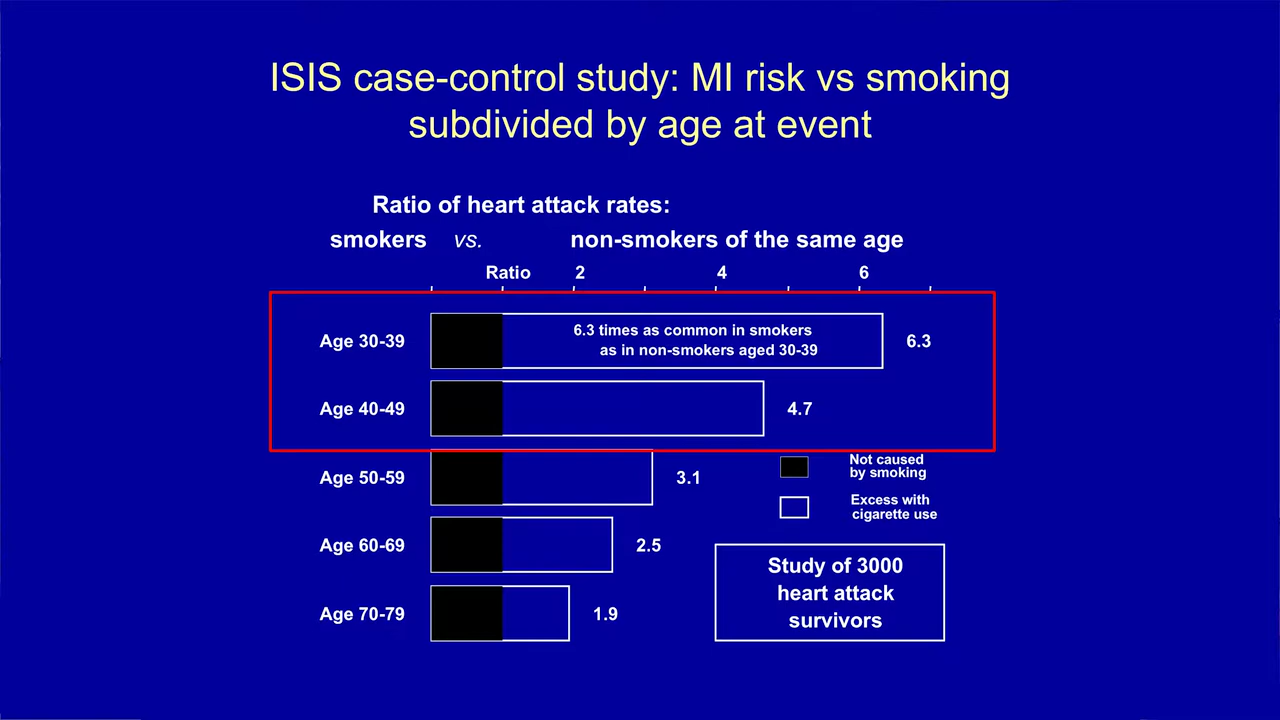 ISIS case-control study: MI risk vs smoking
subdivided by age at event
Ratio of heart attack rates:
smokers vs. non-smokers of the same age
Ratio 2 4 6
Age 30-39 6.3 times as common in smokers
as in non-smokers aged 30-39 6.3
Age 40-49 4.7
Age 50-59 3.1
Not caused
by smoking
Excess with
cigarette use
Age 60-69 2.5
Study of 3000
heart attack
survivors
Age 70-79 1.9